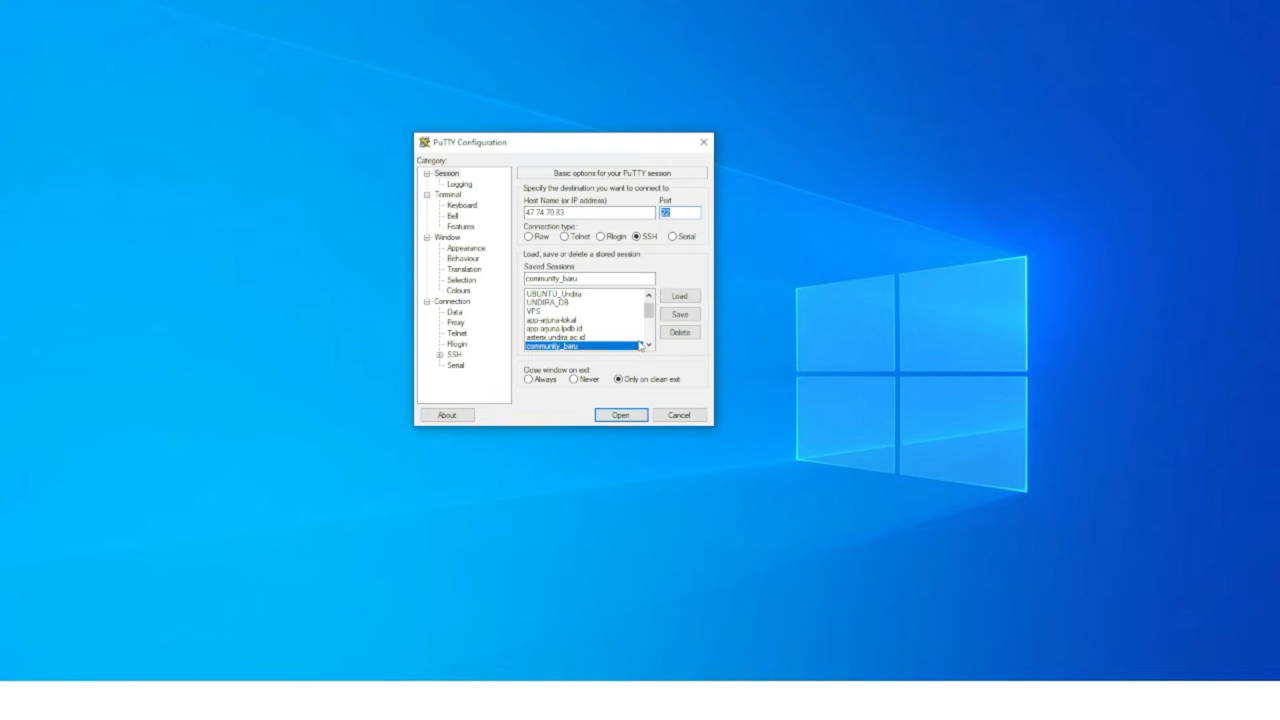 PuTTY Configuration
Category:
Session
Logging
Terminal
Keyboard
Bell
Features
Window
Appearance
Behaviour
Translation
Selection
Colours
Connection
Data
Proxy
Telnet
Rlogin
SSH
Serial
Basic options for your PuTTY session
Specify the destination you want to connect to
Host Name (or IP address) Port
47.74.70.83 22
Connection type:
Raw Telnet Rlogin SSH Serial
Load, save or delete a stored session
Saved Sessions
community_baru
UBUNTU_Undira
UNDIRA_DB
VPS
app-arjuna-lokal
app.arjuna.lpdb.id
asterix.undira.ac.id
community_baru
Load
Save
Delete
Close window on exit
Always Never Only on clean exit
About Open Cancel